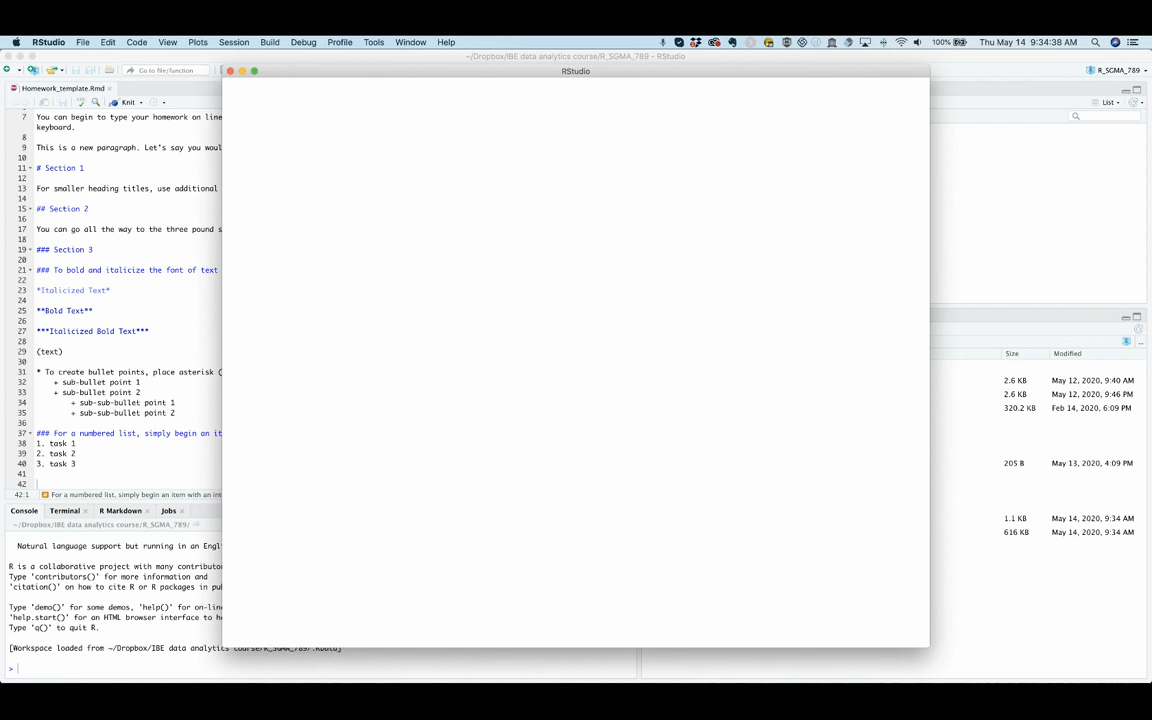 RStudio File Edit Code View Plots Session Build Debug Profile Tools Window Help 100% Thu May 14 9:34:38 AM
~/Dropbox/IBE data analytics course/R_SGMA_789 - RStudio
Go to file/function R_SGMA_789
RStudio
Homework_template.Rmd
Knit List
7 You can begin to type your homework on line
keyboard.
8
9 This is a new paragraph. Let's say you woul
10
11 # Section 1
12
13 For smaller heading titles, use additional
14
15 ## Section 2
16
17 You can go all the way to the three pound s
18
19 ### Section 3
20
21 ### To bold and italicize the font of text
22
23 *Italicized Text*
24
25 **Bold Text**
26
27 ***Italicized Bold Text***
28
29 (text)
30
31 * To create bullet points, place asterisk (
32 + sub-bullet point 1
33 + sub-bullet point 2
34 + sub-sub-bullet point 1
35 + sub-sub-bullet point 2
36
37 ### For a numbered list, simply begin an it
38 1. task 1
39 2. task 2
40 3. task 3
41
42
42:1 For a numbered list, simply begin an item with an int
Console Terminal R Markdown Jobs
~/Dropbox/IBE data analytics course/R_SGMA_789/
Natural language support but running in an Engl
R is a collaborative project with many contributor
Type 'contributors()' for more information and
'citation()' on how to cite R or R packages in pu
Type 'demo()' for some demos, 'help()' for on-lin
'help.start()' for an HTML browser interface to he
Type 'q()' to quit R.
[Workspace loaded from ~/Dropbox/IBE data analytics course/R_SGMA_789/.RData]
>
Size Modified
2.6 KB May 12, 2020, 9:40 AM
2.6 KB May 12, 2020, 9:46 PM
320.2 KB Feb 14, 2020, 6:09 PM
205 B May 13, 2020, 4:09 PM
1.1 KB May 14, 2020, 9:34 AM
616 KB May 14, 2020, 9:34 AM